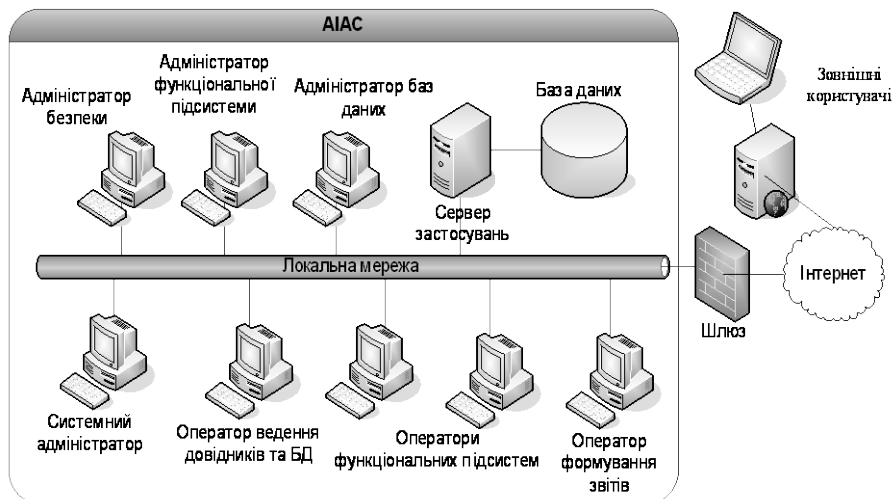 АІАС
Адміністратор
безпеки
Адміністратор
функціональної
підсистеми
Адміністратор баз
даних
База даних
Сервер
застосувань
Зовнішні
користувачі
Локальна мережа
Інтернет
Шлюз
Системний
адміністратор
Оператор ведення
довідників та БД
Оператори
функціональних підсистем
Оператор
формування
звітів